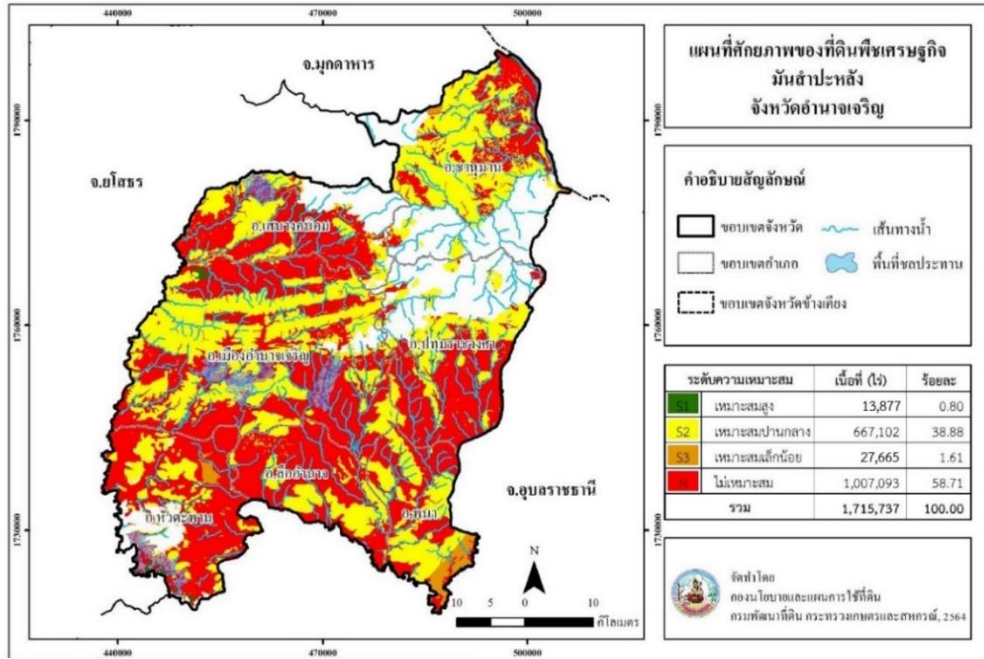 440000 470000 500000
แผนที่ศักยภาพของที่ดินพืชเศรษฐกิจ
มันสำปะหลัง
จังหวัดอำนาจเจริญ
จ.มุกดาหาร
1790000
1790000
อ.ชานุมาน
จ.ยโสธร
อ.เสนางคนิคม
1760000
1760000
อ.ปทุมราชวงศา
อ.เมืองอำนาจเจริญ
อ.ลืออำนาจ
จ.อุบลราชธานี
อ.หัวตะพาน
อ.พนา
1730000
1730000
N
10 5 0 10
กิโลเมตร
440000 470000 500000
คำอธิบายสัญลักษณ์
ขอบเขตจังหวัด เส้นทางน้ำ
ขอบเขตอำเภอ พื้นที่ชลประทาน
ขอบเขตจังหวัดข้างเคียง
ระดับความเหมาะสม เนื้อที่ (ไร่) ร้อยละ
S1 เหมาะสมสูง 13,877 0.80
S2 เหมาะสมปานกลาง 667,102 38.88
S3 เหมาะสมเล็กน้อย 27,665 1.61
N ไม่เหมาะสม 1,007,093 58.71
รวม 1,715,737 100.00
จัดทำโดย
กองนโยบายและแผนการใช้ที่ดิน
กรมพัฒนาที่ดิน กระทรวงเกษตรและสหกรณ์, 2564